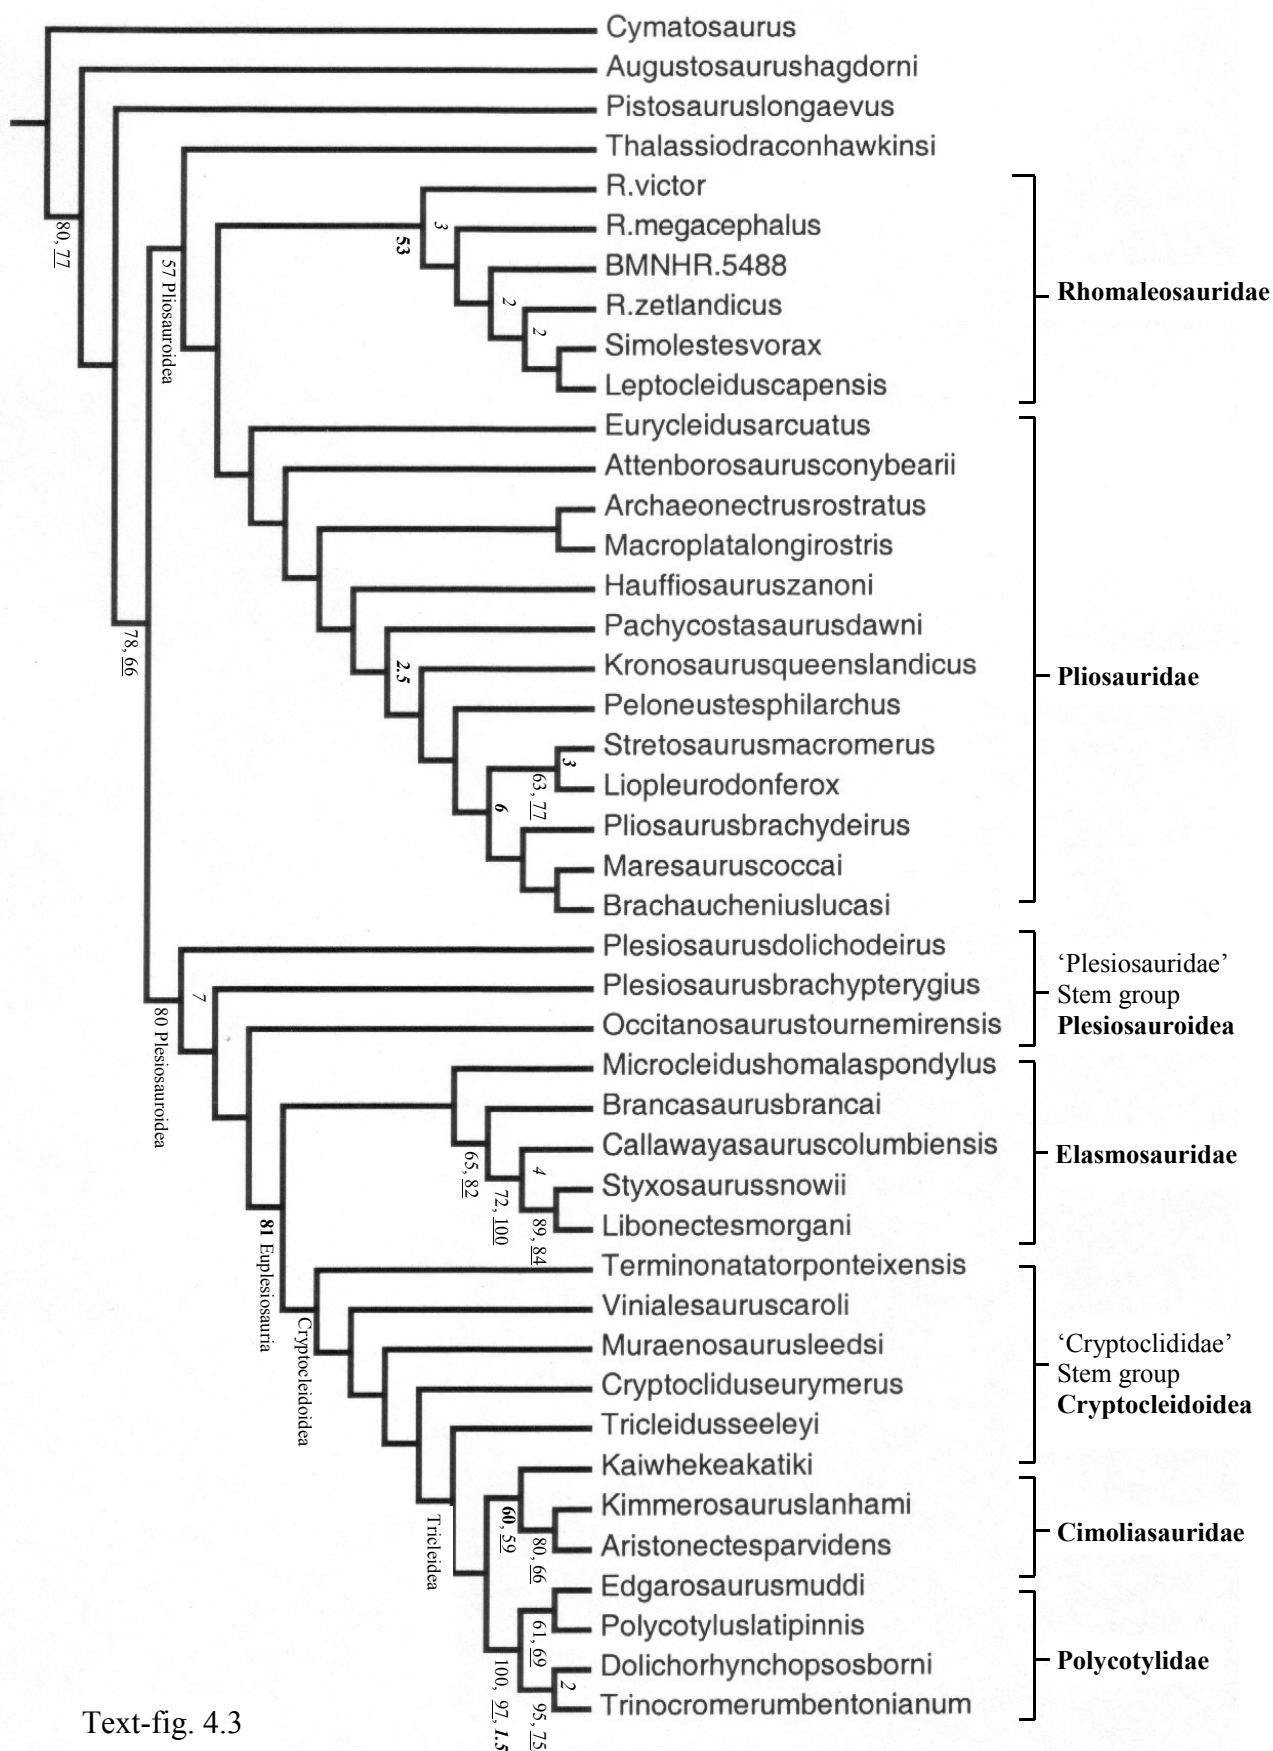 Cymatosaurus
Augustosaurushagdorni
Pistosauruslongaevus
Thalassiodraconhawkinsi
R.victor
R.megacephalus
BMNHR.5488
R.zetlandicus
Simolestesvorax
Leptocleiduscapensis
Rhomaleosauridae
Eurycleidusarcuatus
Attenborosaurusconybearii
Archaeonectrusrostratus
Macroplatalongirostris
Hauffiosauruszanoni
Pachycostasaurusdawni
Kronosaurusqueenslandicus
Peloneustesphilarchus
Stretosaurusmacromerus
Liopleurodonferox
Pliosaurusbrachydeirus
Maresauruscoccai
Brachaucheniuslucasi
Pliosauridae
Plesiosaurusdolichodeirus
Plesiosaurusbrachypterygius
Occitanosaurustournemirensis
‘Plesiosauridae’
Stem group
Plesiosauroidea
Microcleidushomalaspondylus
Brancasaurusbrancai
Callawayasauruscolumbiensis
Styxosaurussnowii
Libonectesmorgani
Elasmosauridae
Terminonatatorponteixensis
Vinialesauruscaroli
Muraenosaurusleedsi
Cryptocliduseurymerus
Tricleidusseeleyi
‘Cryptoclididae’
Stem group
Cryptocleidoidea
Kaiwhekeakatiki
Kimmerosauruslanhami
Aristonectesparvidens
Cimoliasauridae
Edgarosaurusmuddi
Polycotyluslatipinnis
Dolichorhynchopsosborni
Trinocromerumbentonianum
Polycotylidae
80, 77
78, 66
57 Pliosauroidea
53
3
2
2
2.5
6
3
63, 77
80 Plesiosauroidea
7
81 Euplesiosauria
65, 82
72, 100
4
89, 84
Cryptocleidoidea
Tricleidea
60, 59
80, 66
100, 97, 1.5
61, 69
95, 75
2
Text-fig. 4.3